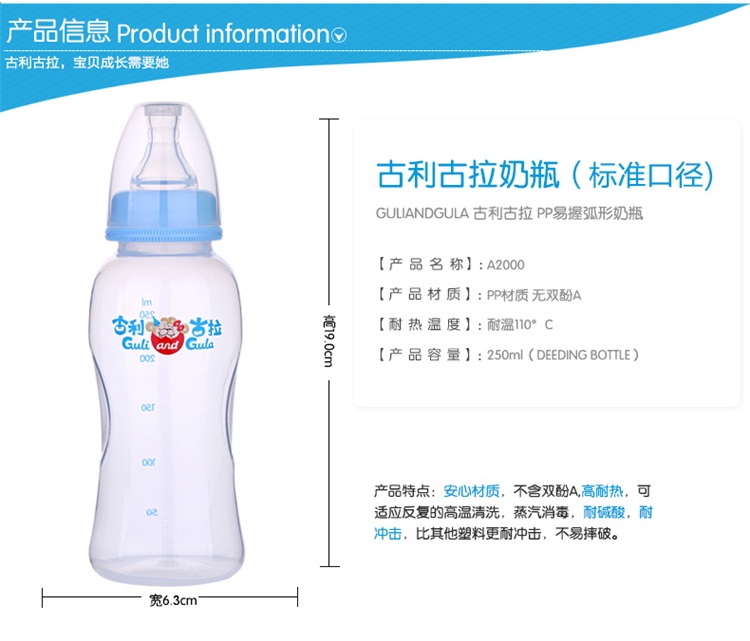 产品信息 Product information
古利古拉，宝贝成长需要她
古利古拉奶瓶（标准口径)
GULIANDGULA 古利古拉 PP易握弧形奶瓶
【产品名称】: A2000
【产品材质】: PP材质 无双酚A
【耐热温度】: 耐温110° C
【产品容量】: 250ml（DEEDING BOTTLE）
ml
250
古利 古拉
Guli and Gula
200
150
100
50
高19.0cm
宽6.3cm
产品特点：安心材质，不含双酚A,高耐热，可
适应反复的高温清洗，蒸汽消毒，耐碱酸，耐
冲击，比其他塑料更耐冲击，不易摔破。